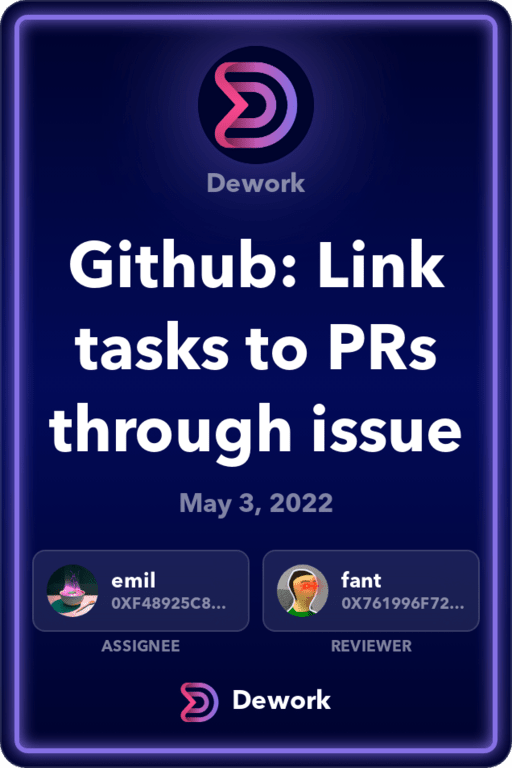 Dework
Github: Link
tasks to PRs
through issue
May 3, 2022
emil
0XF48925C8...
ASSIGNEE
fant
0X761996F72...
REVIEWER
Dework